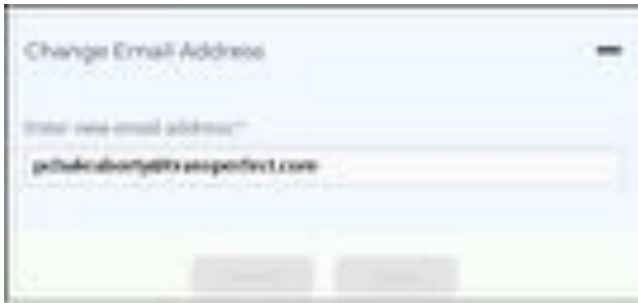 Change Email Address
Enter new email address:*
pchakraborty@transperfect.com